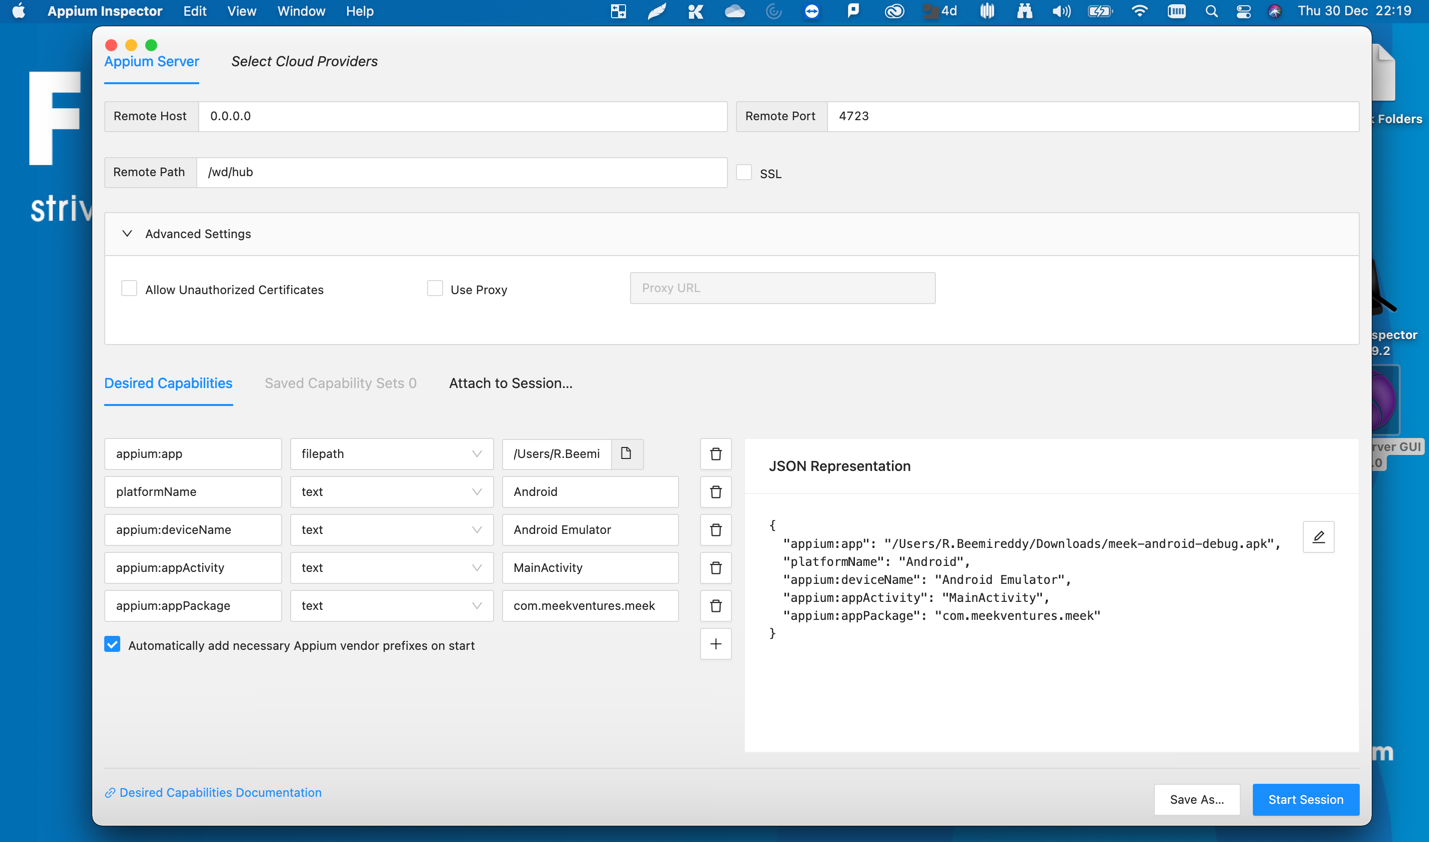 Appium Inspector Edit View Window Help 4d Thu 30 Dec 22:19
F
striv
Folders
spector
9.2
rver GUI
.0
m
Appium Server Select Cloud Providers
Remote Host 0.0.0.0 Remote Port 4723
Remote Path /wd/hub SSL
Advanced Settings
Allow Unauthorized Certificates Use Proxy Proxy URL
Desired Capabilities Saved Capability Sets 0 Attach to Session...
appium:app filepath /Users/R.Beemi
platformName text Android
appium:deviceName text Android Emulator
appium:appActivity text MainActivity
appium:appPackage text com.meekventures.meek
Automatically add necessary Appium vendor prefixes on start
JSON Representation
{
"appium:app": "/Users/R.Beemireddy/Downloads/meek-android-debug.apk",
"platformName": "Android",
"appium:deviceName": "Android Emulator",
"appium:appActivity": "MainActivity",
"appium:appPackage": "com.meekventures.meek"
}
Desired Capabilities Documentation
Save As... Start Session